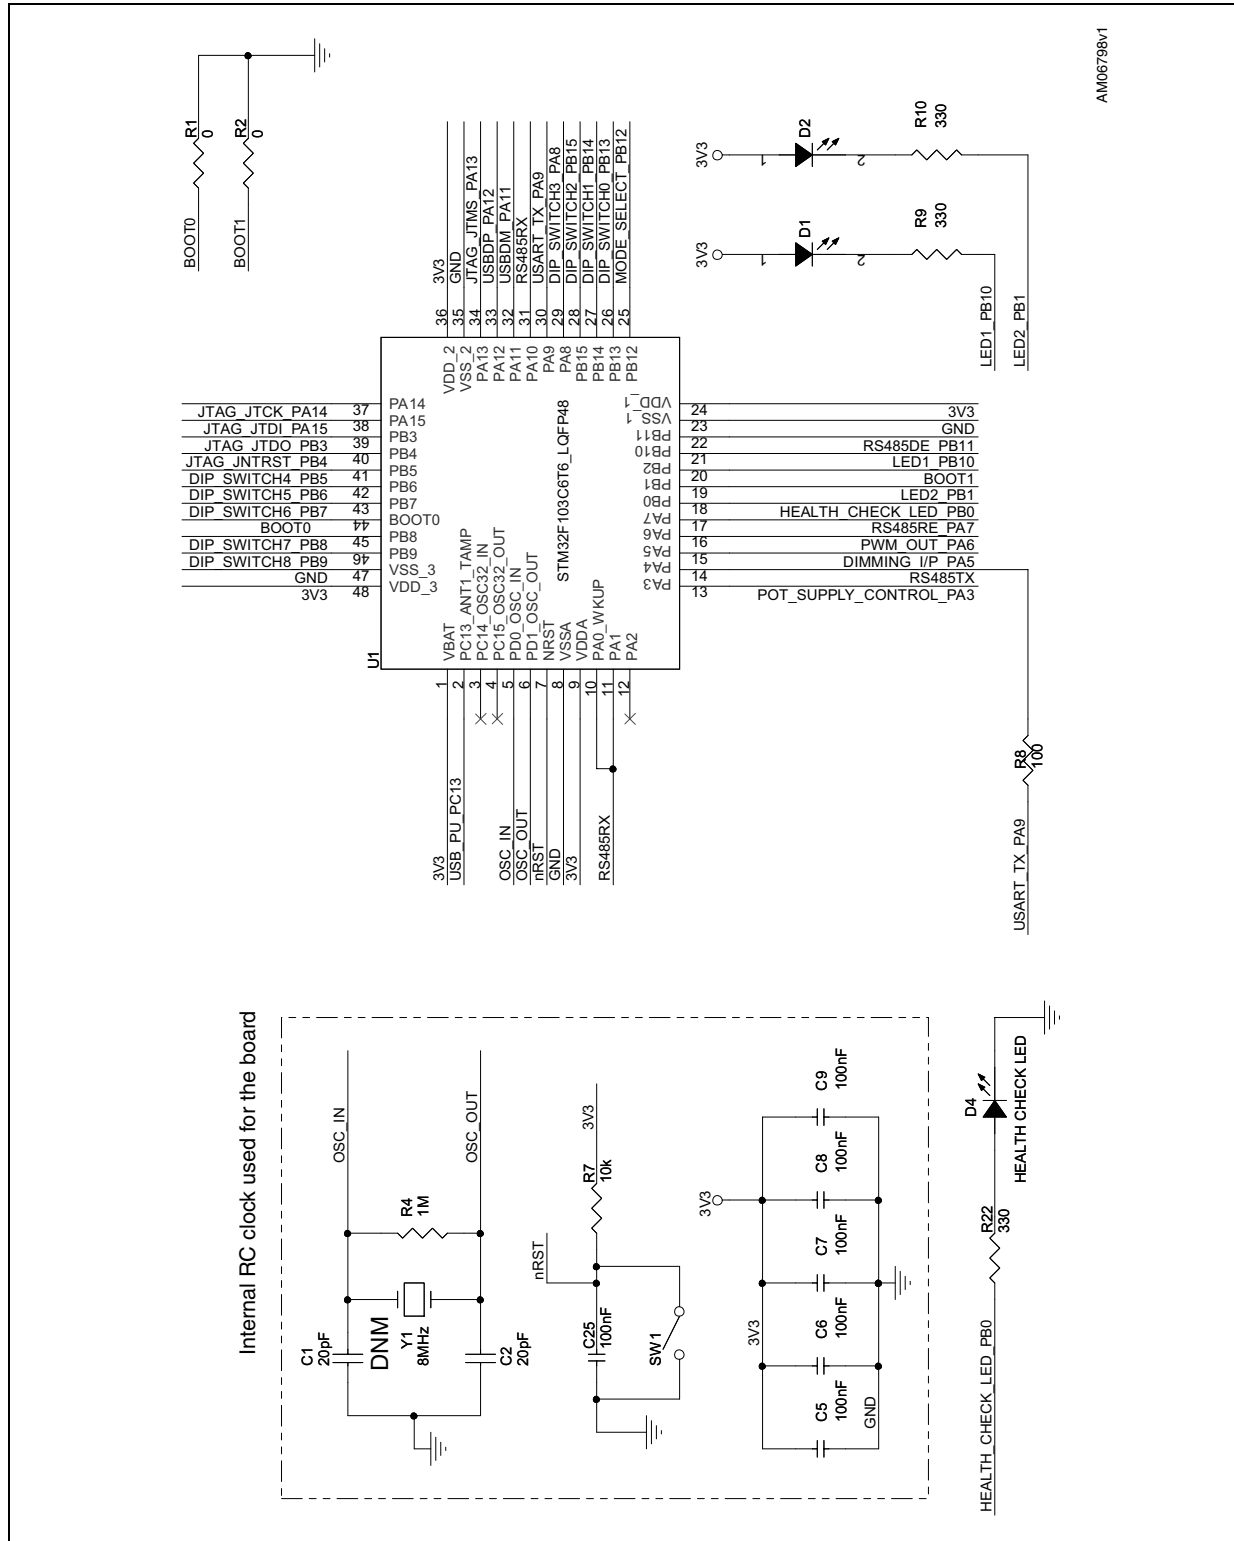 AM06798v1
R1
0
R2
0
BOOT0
BOOT1
3V3
GND
JTAG_JTMS_PA13
USBDP_PA12
USBDM_PA11
RS485RX
USART_TX_PA9
DIP_SWITCH3_PA8
DIP_SWITCH2_PB15
DIP_SWITCH1_PB14
DIP_SWITCH0_PB13
MODE_SELECT_PB12
36
35
34
33
32
31
30
29
28
27
26
25
VDD_2
VSS_2
PA13
PA12
PA11
PA10
PA9
PA8
PB15
PB14
PB13
PB12
3V3
1
D2
2
R10
330
3V3
1
D1
2
R9
330
LED1_PB10
LED2_PB1
JTAG_JTCK_PA14 37 PA14
JTAG_JTDI_PA15 38 PA15
JTAG_JTDO_PB3 39 PB3
JTAG_JNTRST_PB4 40 PB4
DIP_SWITCH4_PB5 41 PB5
DIP_SWITCH5_PB6 42 PB6
DIP_SWITCH6_PB7 43 PB7
BOOT0 44 BOOT0
DIP_SWITCH7_PB8 45 PB8
DIP_SWITCH8_PB9 46 PB9
GND 47 VSS_3
3V3 48 VDD_3
STM32F103C6T6_LQFP48
U1
VDD_1 24 3V3
VSS_1 23 GND
PB11 22 RS485DE_PB11
PB10 21 LED1_PB10
PB2 20 BOOT1
PB1 19 LED2_PB1
PB0 18 HEALTH_CHECK_LED_PB0
PA7 17 RS485RE_PA7
PA6 16 PWM_OUT_PA6
PA5 15 DIMMING_I/P_PA5
PA4 14 RS485TX
PA3 13 POT_SUPPLY_CONTROL_PA3
VBAT
PC13_ANT1_TAMP
PC14_OSC32_IN
PC15_OSC32_OUT
PD0_OSC_IN
PD1_OSC_OUT
NRST
VSSA
VDDA
PA0_WKUP
PA1
PA2
1
2
3
4
5
6
7
8
9
10
11
12
3V3
USB_PU_PC13
OSC_IN
OSC_OUT
nRST
GND
3V3
RS485RX
R8
100
USART_TX_PA9
Internal RC clock used for the board
OSC_IN
OSC_OUT
R4
1M
C1
20pF
DNM
Y1
8MHz
C2
20pF
3V3
R7
10k
nRST
C25
100nF
SW1
3V3
3V3
C9
100nF
C8
100nF
C7
100nF
C6
100nF
C5
100nF
GND
D4
HEALTH CHECK LED
R22
330
HEALTH_CHECK_LED_PB0